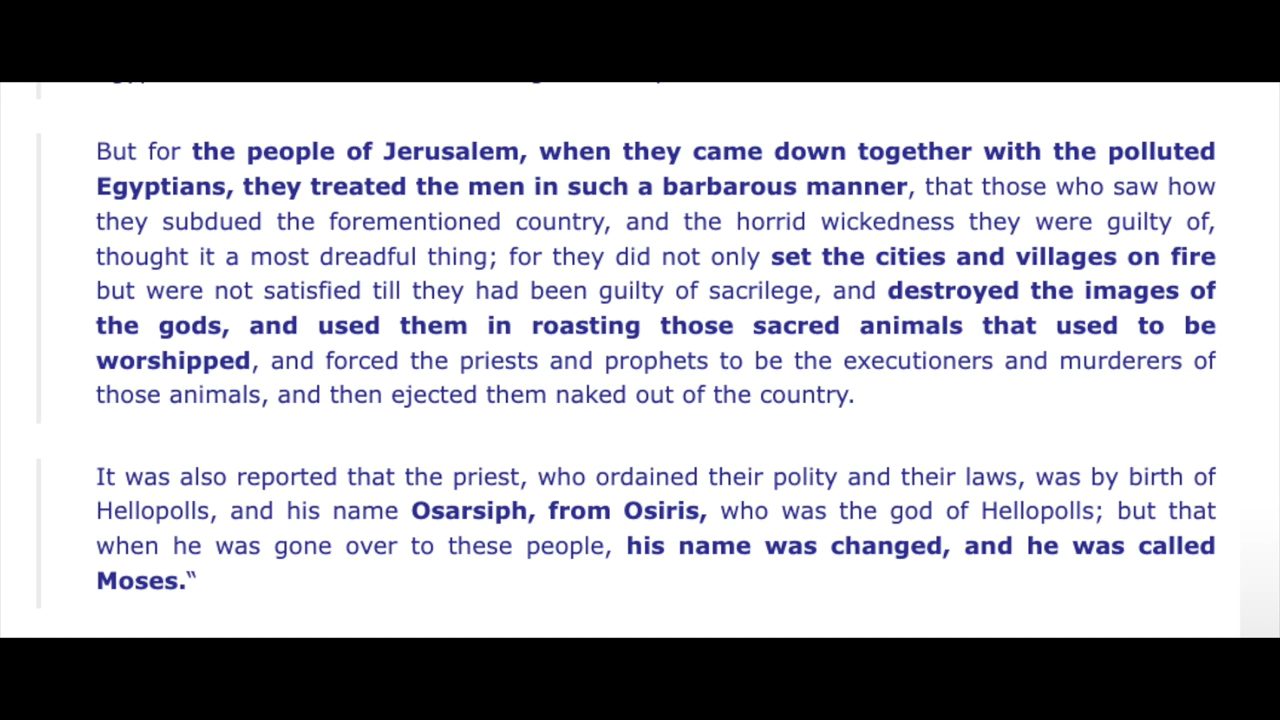 But for the people of Jerusalem, when they came down together with the polluted
Egyptians, they treated the men in such a barbarous manner, that those who saw how
they subdued the forementioned country, and the horrid wickedness they were guilty of,
thought it a most dreadful thing; for they did not only set the cities and villages on fire
but were not satisfied till they had been guilty of sacrilege, and destroyed the images of
the gods, and used them in roasting those sacred animals that used to be
worshipped, and forced the priests and prophets to be the executioners and murderers of
those animals, and then ejected them naked out of the country.
It was also reported that the priest, who ordained their polity and their laws, was by birth of
Hellopolls, and his name Osarsiph, from Osiris, who was the god of Hellopolls; but that
when he was gone over to these people, his name was changed, and he was called
Moses.‟